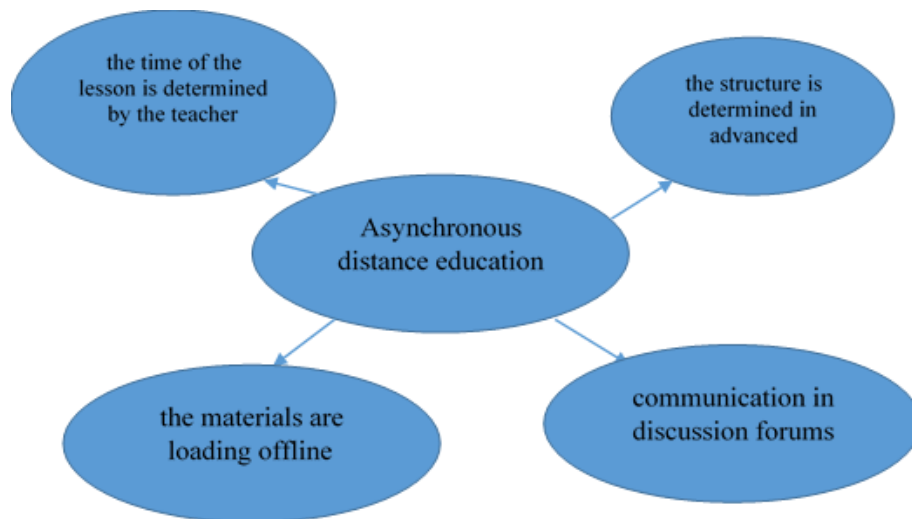 the time of the
lesson is determined
by the teacher
the structure is
determined in
advanced
Asynchronous
distance education
the materials are
loading offline
communication in
discussion forums